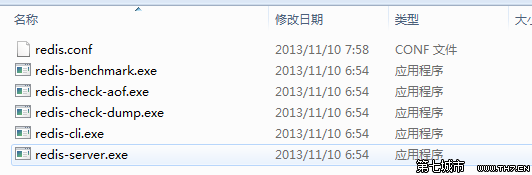 名称 修改日期 类型 大小
redis.conf 2013/11/10 7:58 CONF 文件
redis-benchmark.exe 2013/11/10 6:54 应用程序
redis-check-aof.exe 2013/11/10 6:54 应用程序
redis-check-dump.exe 2013/11/10 6:54 应用程序
redis-cli.exe 2013/11/10 6:54 应用程序
redis-server.exe 2013/11/10 6:54 应用程序
第七城市 WWW.TH7.CN